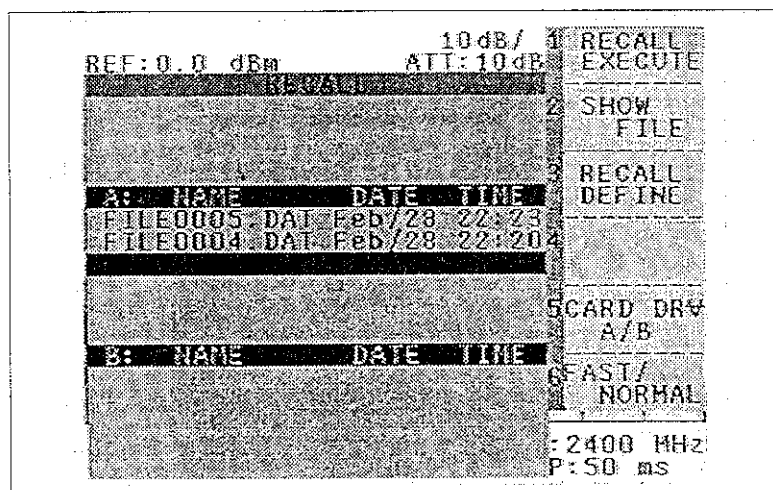 REF:0.0 dBm
10dB/
ATT:10dB
RECALL
A: NAME DATE TIME
FILE0005.DAT Feb/28 22:23
FILE0004.DAT Feb/28 22:20
B: NAME DATE TIME
1 RECALL
EXECUTE
2 SHOW
FILE
3 RECALL
DEFINE
4
5 CARD DRV
A/B
6 FAST/
NORMAL
:2400 MHz
P:50 ms